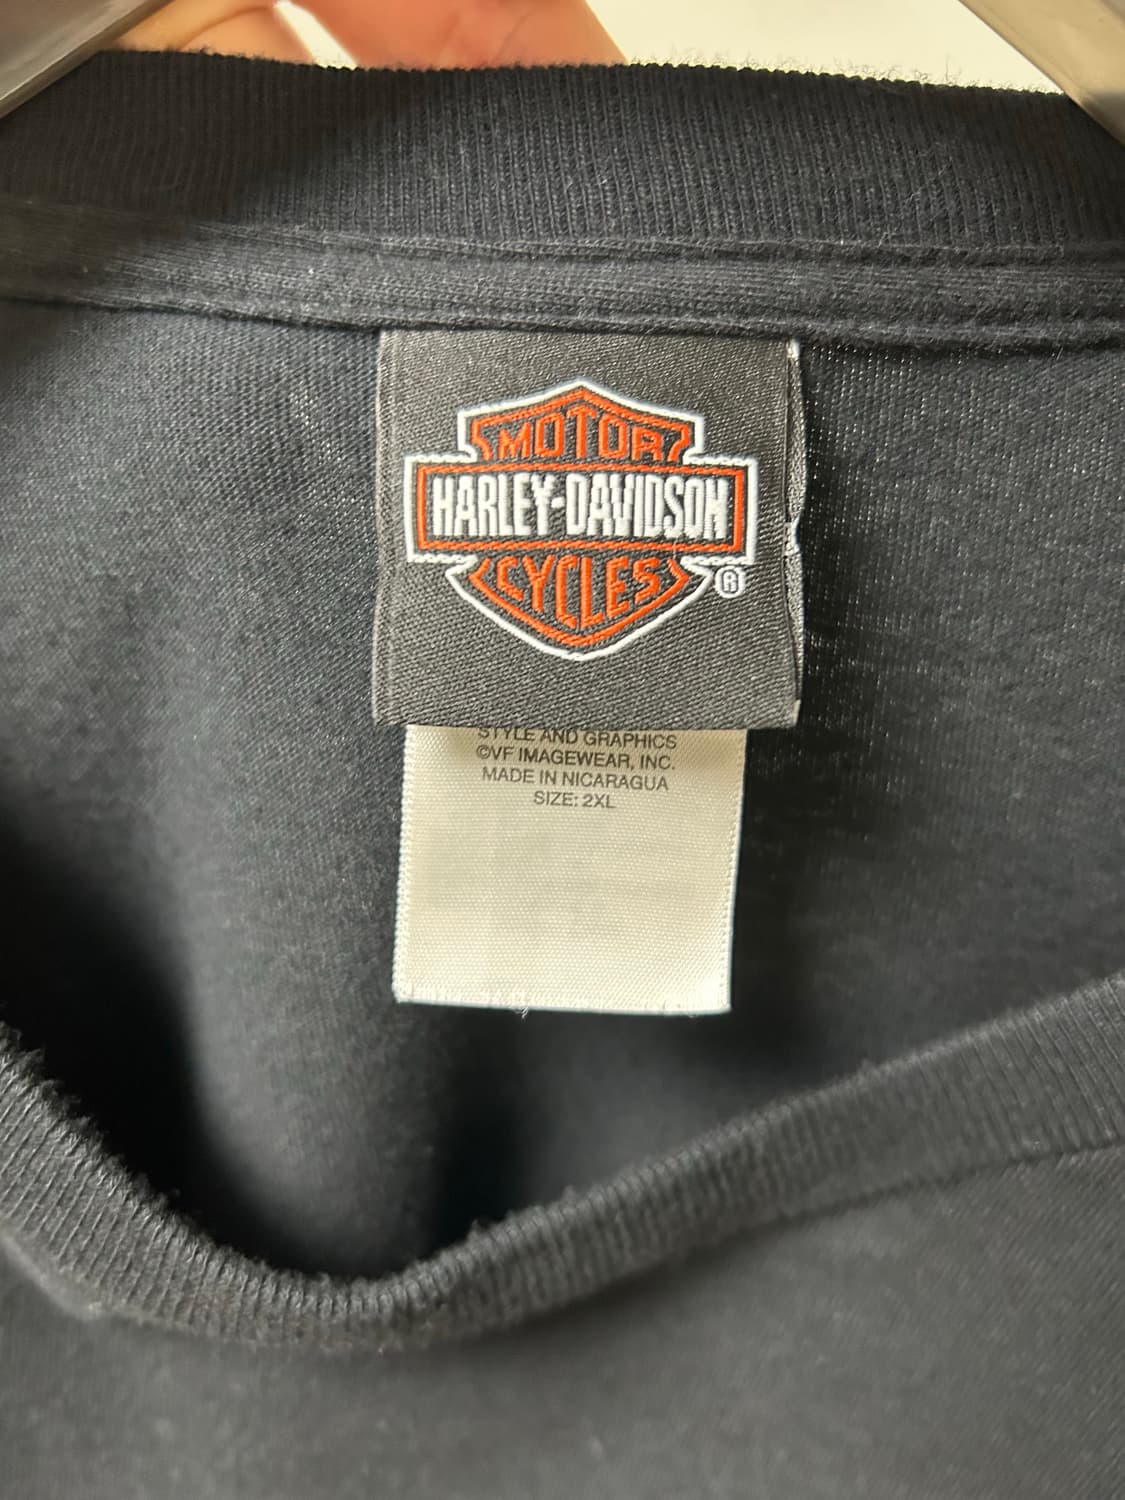 MOTOR
HARLEY-DAVIDSON
CYCLES ®
STYLE AND GRAPHICS
©VF IMAGEWEAR, INC.
MADE IN NICARAGUA
SIZE: 2XL